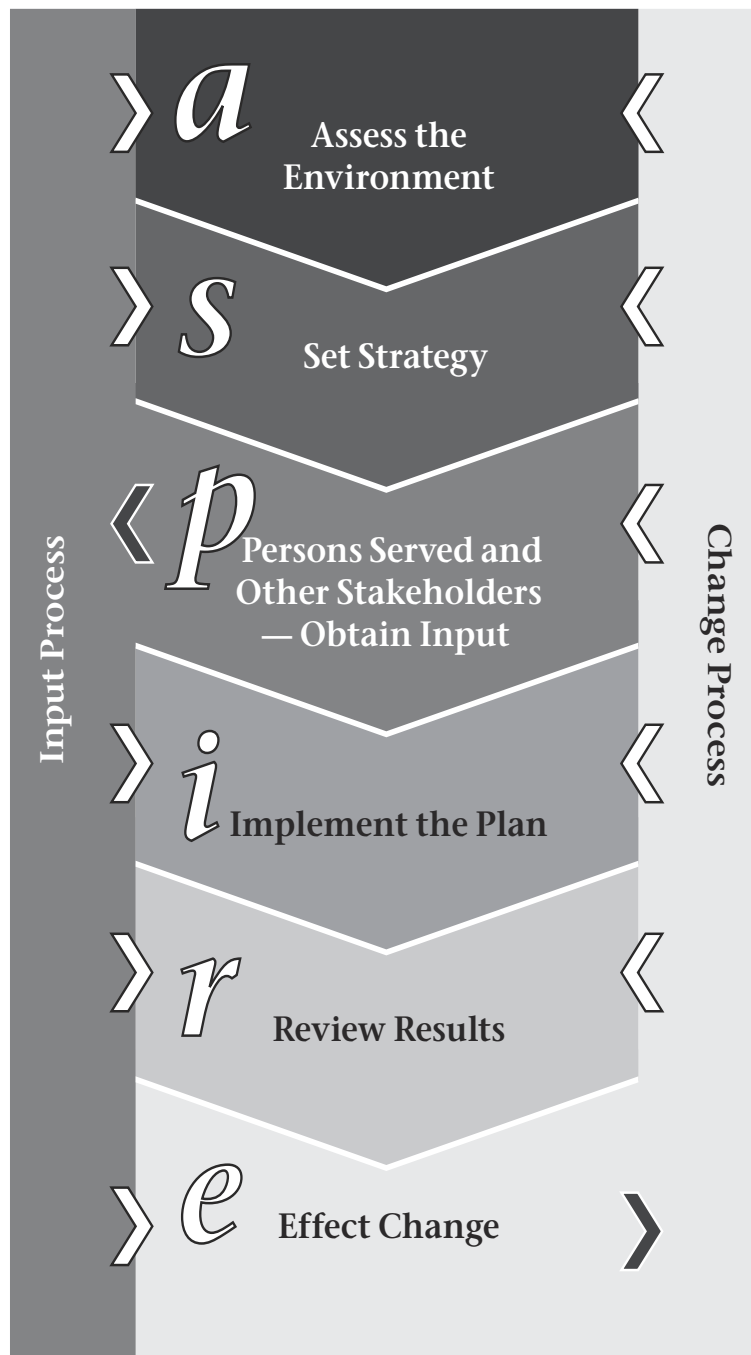 a
Assess the
Environment
s
Set Strategy
p
Persons Served and
Other Stakeholders
— Obtain Input
i
Implement the Plan
r
Review Results
e
Effect Change
Input Process
Change Process